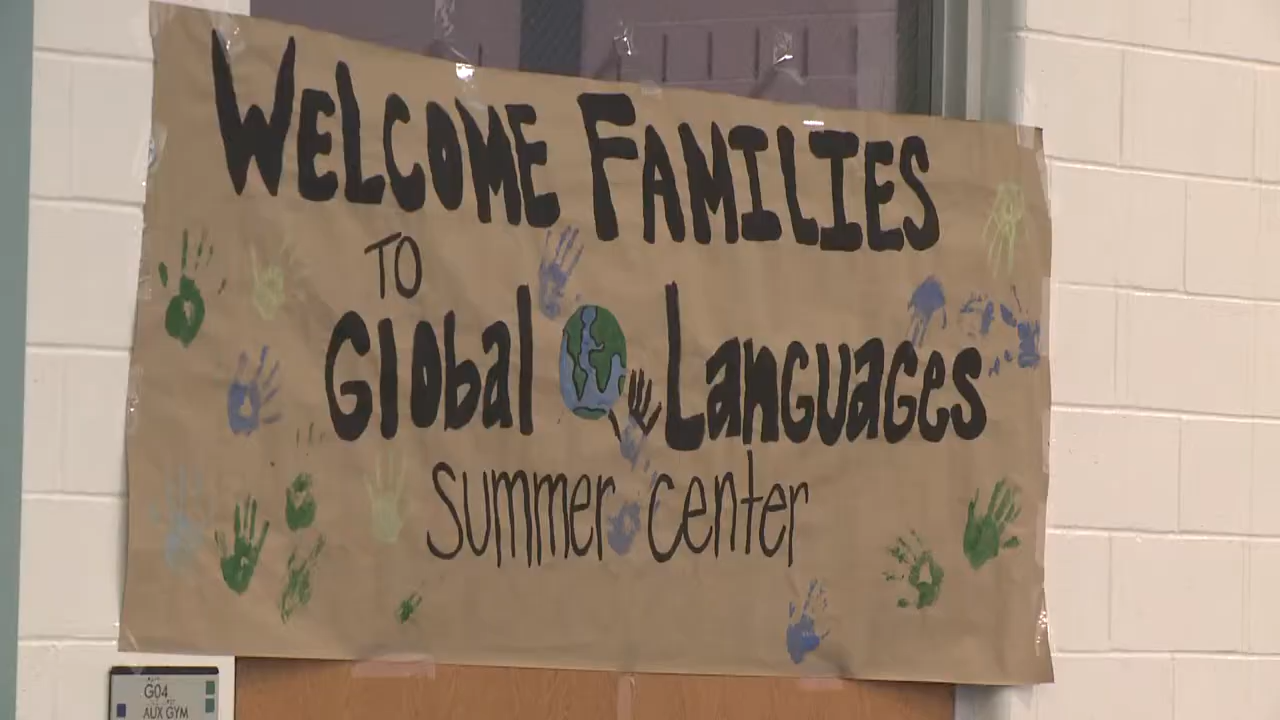 WELCOME FAMILIES
TO
Global Languages
summer center
G04
AUX GYM